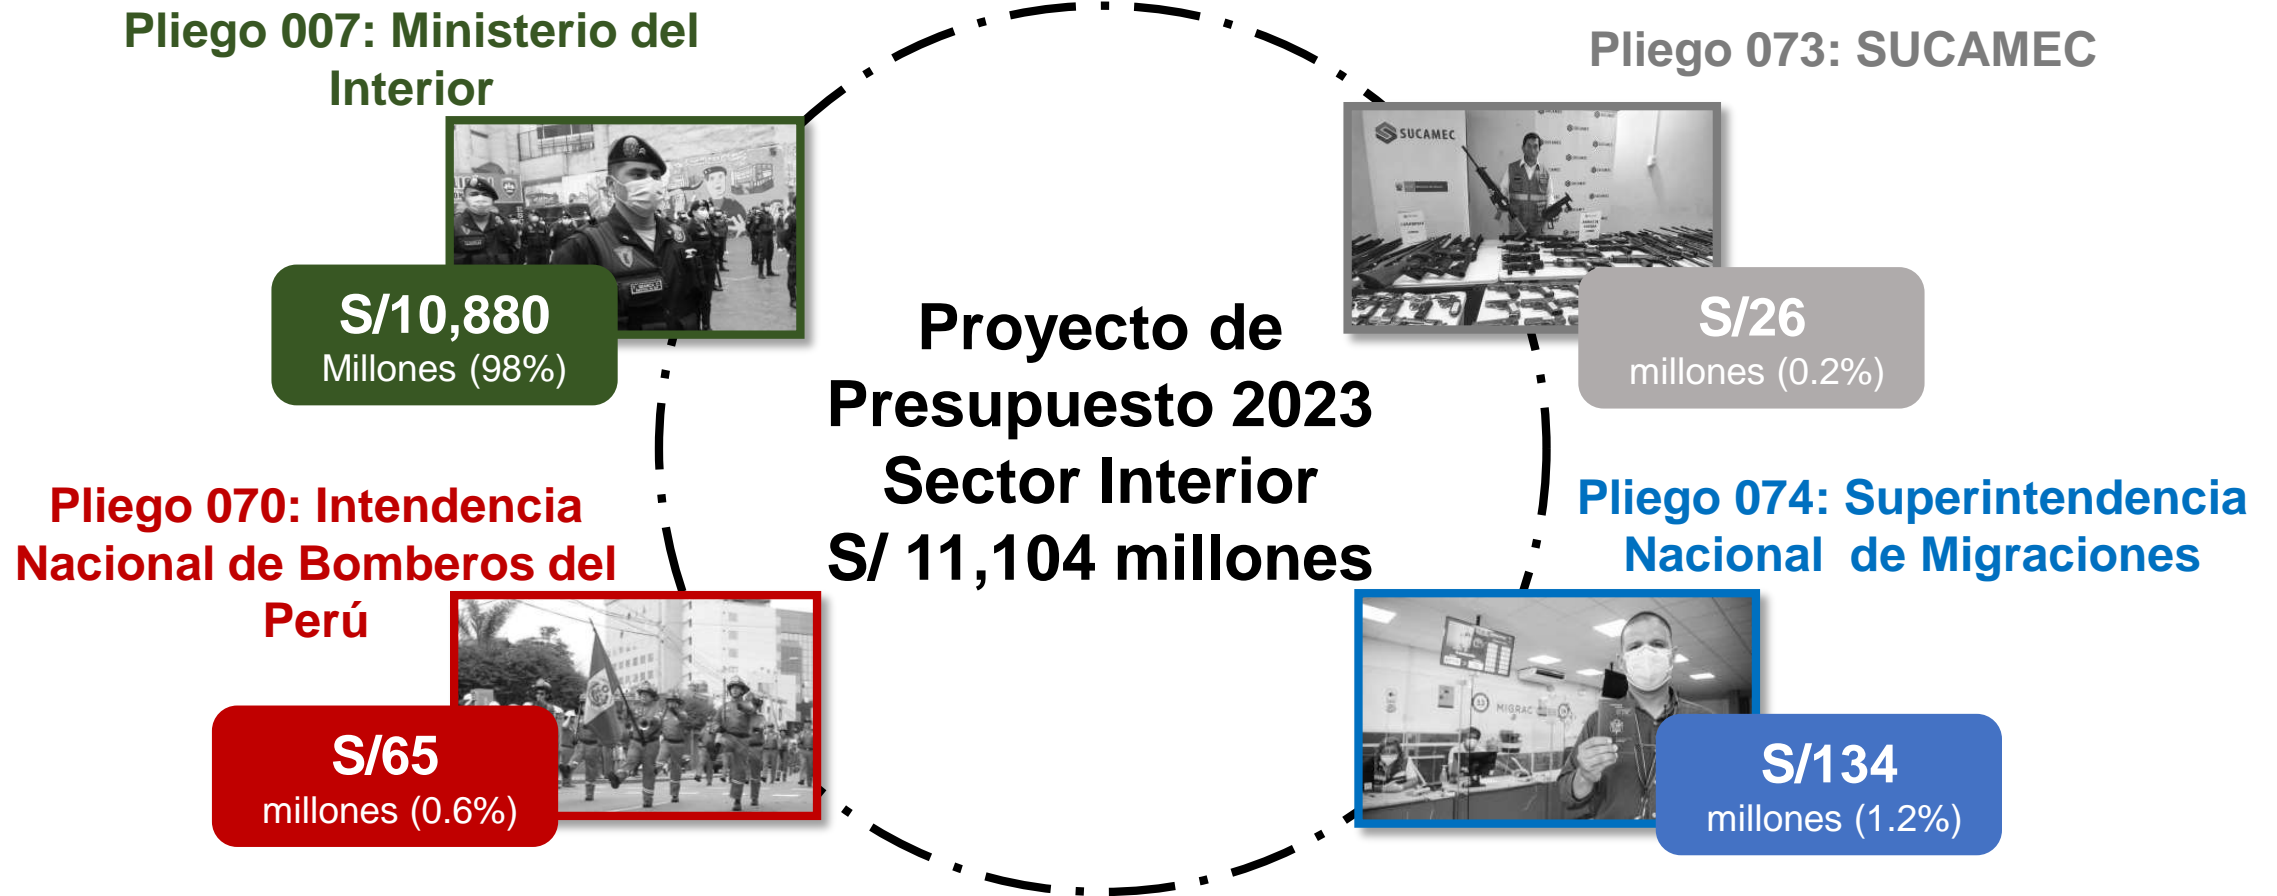 Pliego 007: Ministerio del
Interior
S/10,880
Millones (98%)
Pliego 073: SUCAMEC
SUCAMEC
S/26
millones (0.2%)
Proyecto de
Presupuesto 2023
Sector Interior
S/ 11,104 millones
Pliego 070: Intendencia
Nacional de Bomberos del
Perú
S/65
millones (0.6%)
Pliego 074: Superintendencia
Nacional de Migraciones
MIGRAC
S/134
millones (1.2%)